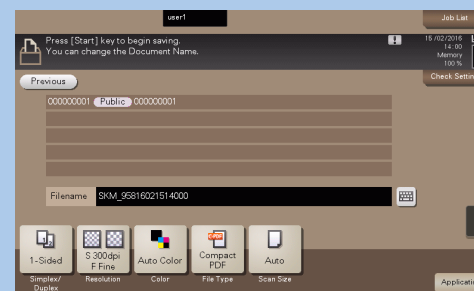 user1
Job List
Press [Start] key to begin saving.
You can change the Document Name.
15 /02/2016
14:00
Memory
100 %
Previous
Check Settin
000000001 Public 000000001
Filename SKM_95816021514000
1-Sided
S 300dpi
F Fine
Auto Color
Compact
PDF
Auto
Simplex/
Duplex
Resolution
Color
File Type
Scan Size
Applicatio